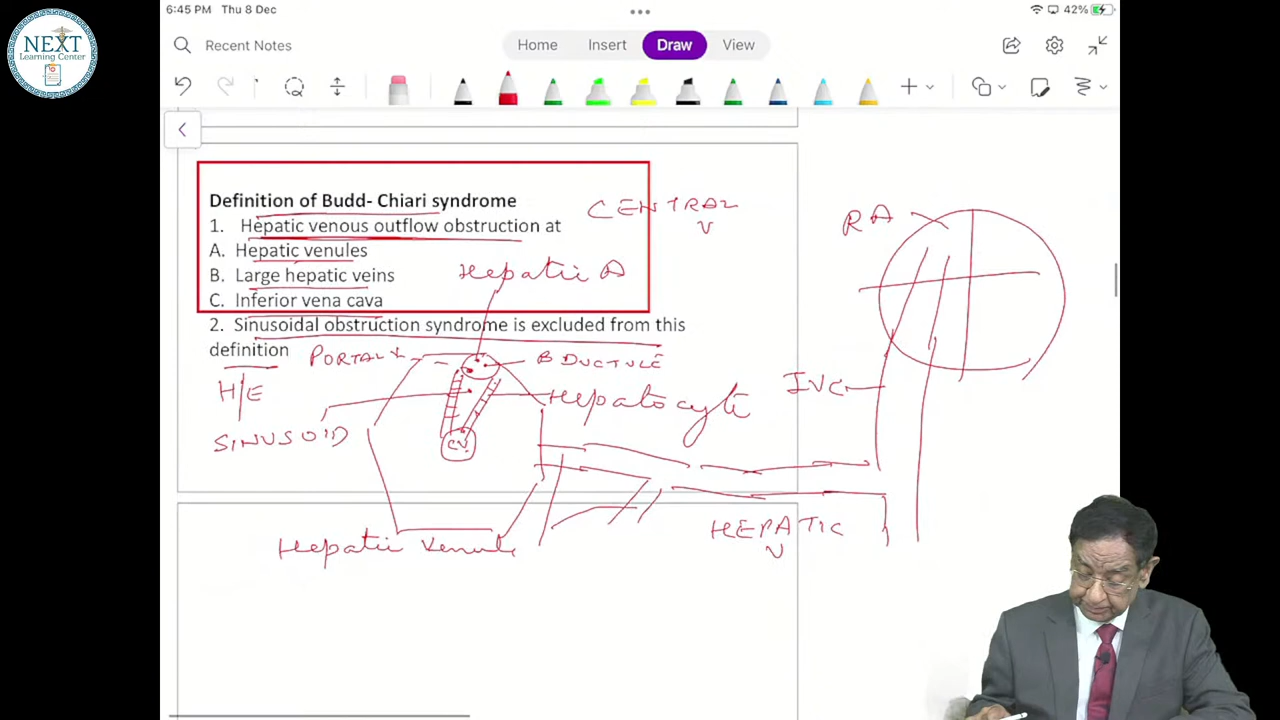 6:45 PM Thu 8 Dec
42%
NEXT
Learning Center
Recent Notes
Home Insert Draw View
Definition of Budd- Chiari syndrome
1. Hepatic venous outflow obstruction at
A. Hepatic venules
B. Large hepatic veins
C. Inferior vena cava
2. Sinusoidal obstruction syndrome is excluded from this
definition
CENTRAL
V
Hepatic A
RA
PORTAL V
B DUCTULE
H/E
Hepatocyte
IVC
SINUSOID
CV
HEPATIC
V
Hepatic Venule